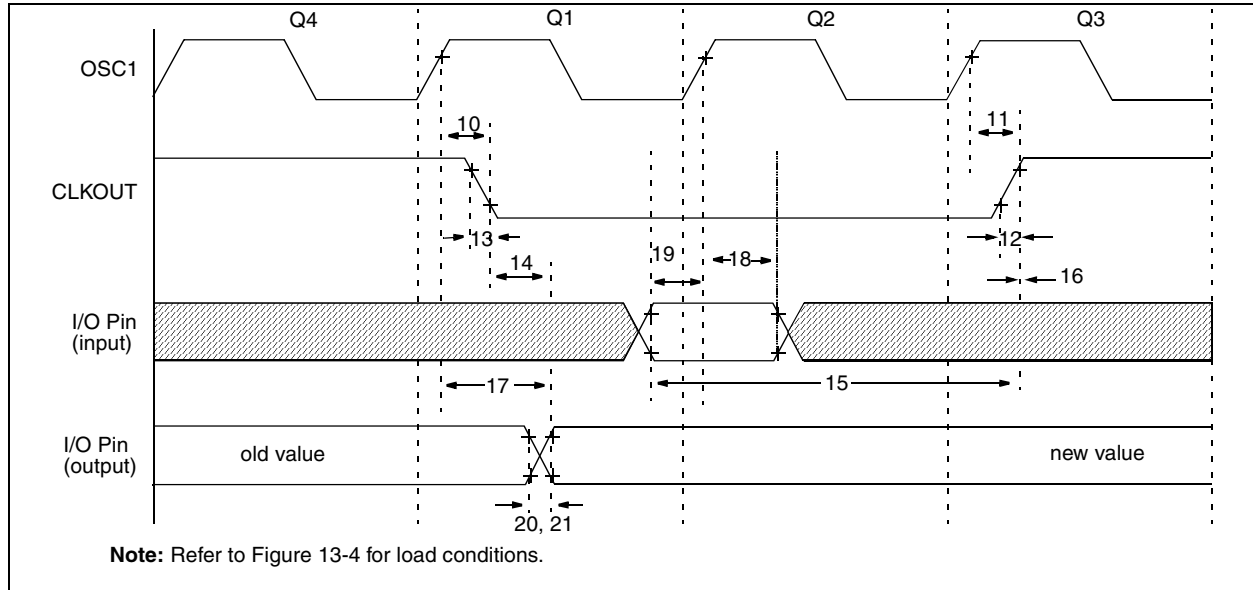 Q4 Q1 Q2 Q3
OSC1
10
11
CLKOUT
13
12
14
19
18
16
I/O Pin
(input)
17
15
I/O Pin
(output)
old value
new value
20, 21
Note: Refer to Figure 13-4 for load conditions.